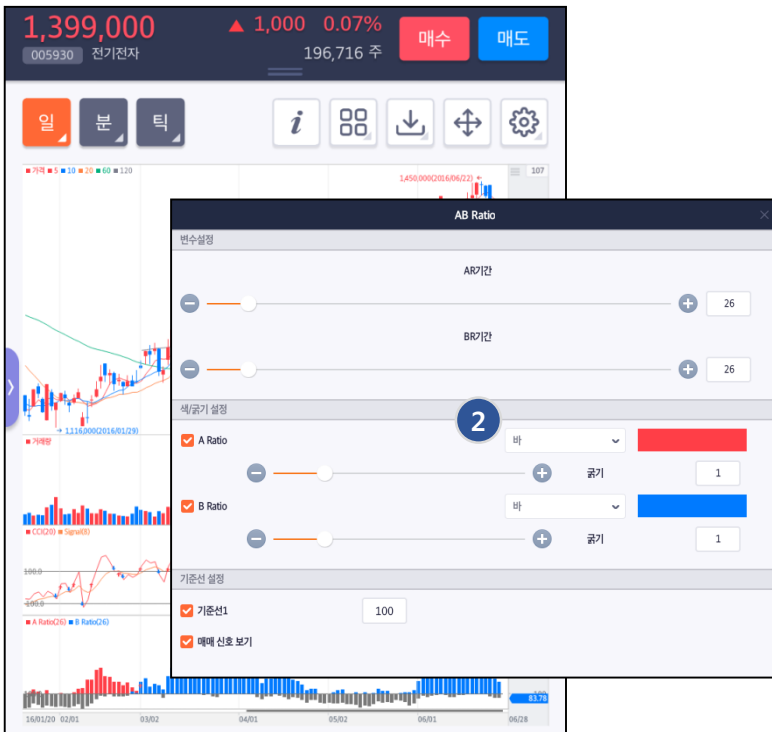 1,399,000 ▲ 1,000 0.07% 매수 매도
005930 전기전자 196,716 주
일 분 틱 i
■ 가격 ■ 5 ■ 10 ■ 20 ■ 60 ■ 120 107
1,450,000(2016/06/22)
AB Ratio
변수설정
AR기간
26
BR기간
26
1,116,000(2016/01/29)
색/굵기 설정
2
A Ratio 바
굵기 1
B Ratio 바
굵기 1
■ 거래량
■ CCI(20) ■ Signal(8)
100.0
-100.0
기준선 설정
기준선1 100
매매 신호 보기
■ A Ratio(26) ■ B Ratio(26)
83.78
16/01/20 02/01 03/02 04/01 05/02 06/01 06/28